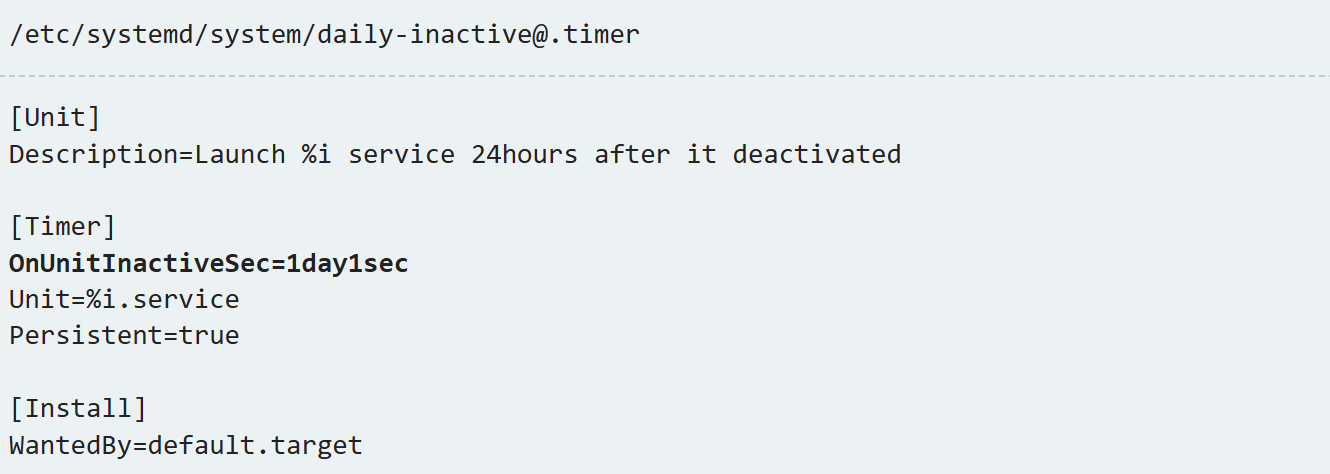 /etc/systemd/system/daily-inactive@.timer
[Unit]
Description=Launch %i service 24hours after it deactivated
[Timer]
OnUnitInactiveSec=1day1sec
Unit=%i.service
Persistent=true
[Install]
WantedBy=default.target